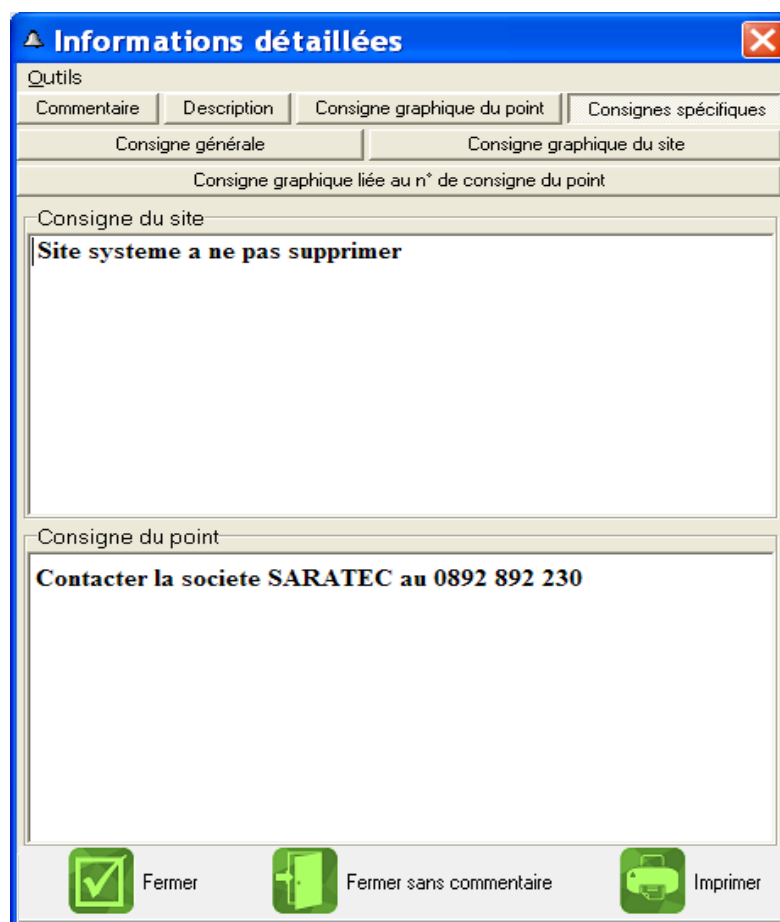 Informations détaillées
Outils
Commentaire Description Consigne graphique du point Consignes spécifiques
Consigne générale Consigne graphique du site
Consigne graphique liée au n° de consigne du point
Consigne du site
Site systeme a ne pas supprimer
Consigne du point
Contacter la societe SARATEC au 0892 892 230
Fermer Fermer sans commentaire Imprimer